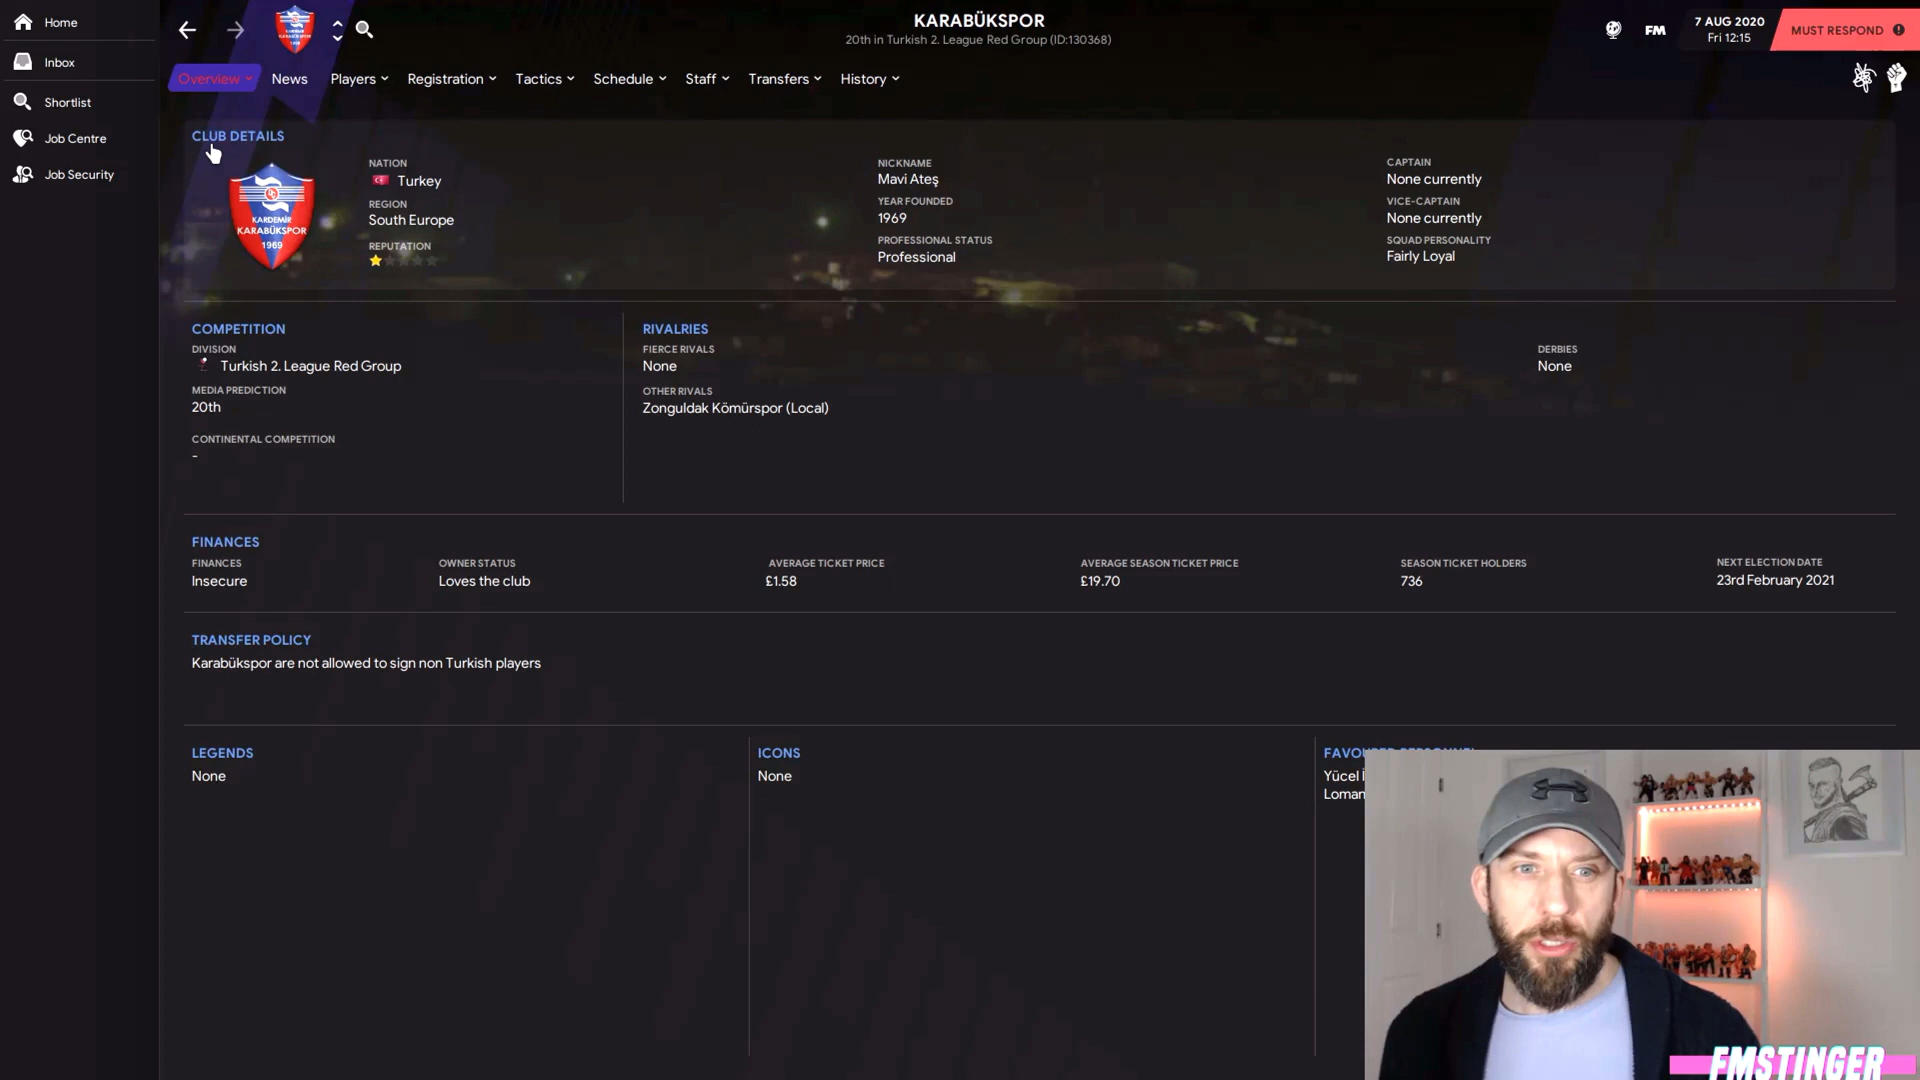 Home
Inbox
Shortlist
Job Centre
Job Security
KARABÜKSPOR
20th in Turkish 2. League Red Group (ID:130368)
FM
7 AUG 2020
Fri 12:15
MUST RESPOND
Overview News Players Registration Tactics Schedule Staff Transfers History
CLUB DETAILS
KARDEMİR
KARABÜKSPOR
1969
NATION
Turkey
REGION
South Europe
REPUTATION
NICKNAME
Mavi Ateş
YEAR FOUNDED
1969
PROFESSIONAL STATUS
Professional
CAPTAIN
None currently
VICE-CAPTAIN
None currently
SQUAD PERSONALITY
Fairly Loyal
COMPETITION
DIVISION
Turkish 2. League Red Group
MEDIA PREDICTION
20th
CONTINENTAL COMPETITION
-
RIVALRIES
FIERCE RIVALS
None
OTHER RIVALS
Zonguldak Kömürspor (Local)
DERBIES
None
FINANCES
FINANCES
Insecure
OWNER STATUS
Loves the club
AVERAGE TICKET PRICE
£1.58
AVERAGE SEASON TICKET PRICE
£19.70
SEASON TICKET HOLDERS
736
NEXT ELECTION DATE
23rd February 2021
TRANSFER POLICY
Karabükspor are not allowed to sign non Turkish players
LEGENDS
None
ICONS
None
Yücel
FMSTINGER